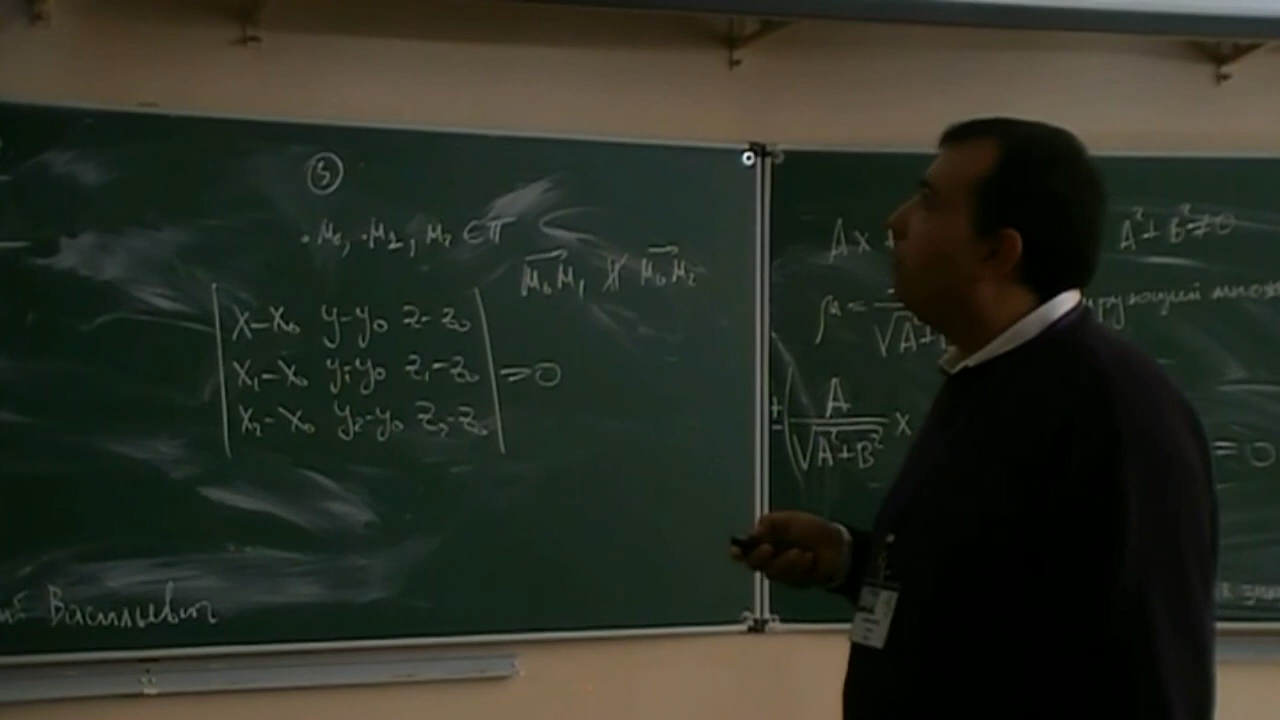 ③
· M₀, · M₁, M₂ ∈ π
M₀M₁ ∦ M₀M₂
| x-x₀ y-y₀ z-z₀ |
| x₁-x₀ y₁-y₀ z₁-z₀ | = 0
| x₂-x₀ y₂-y₀ z₂-z₀ |
Васильевич
Ax + A² + B² ≠ 0
μ = √A²+
± ( A / √A²+B² x = 0